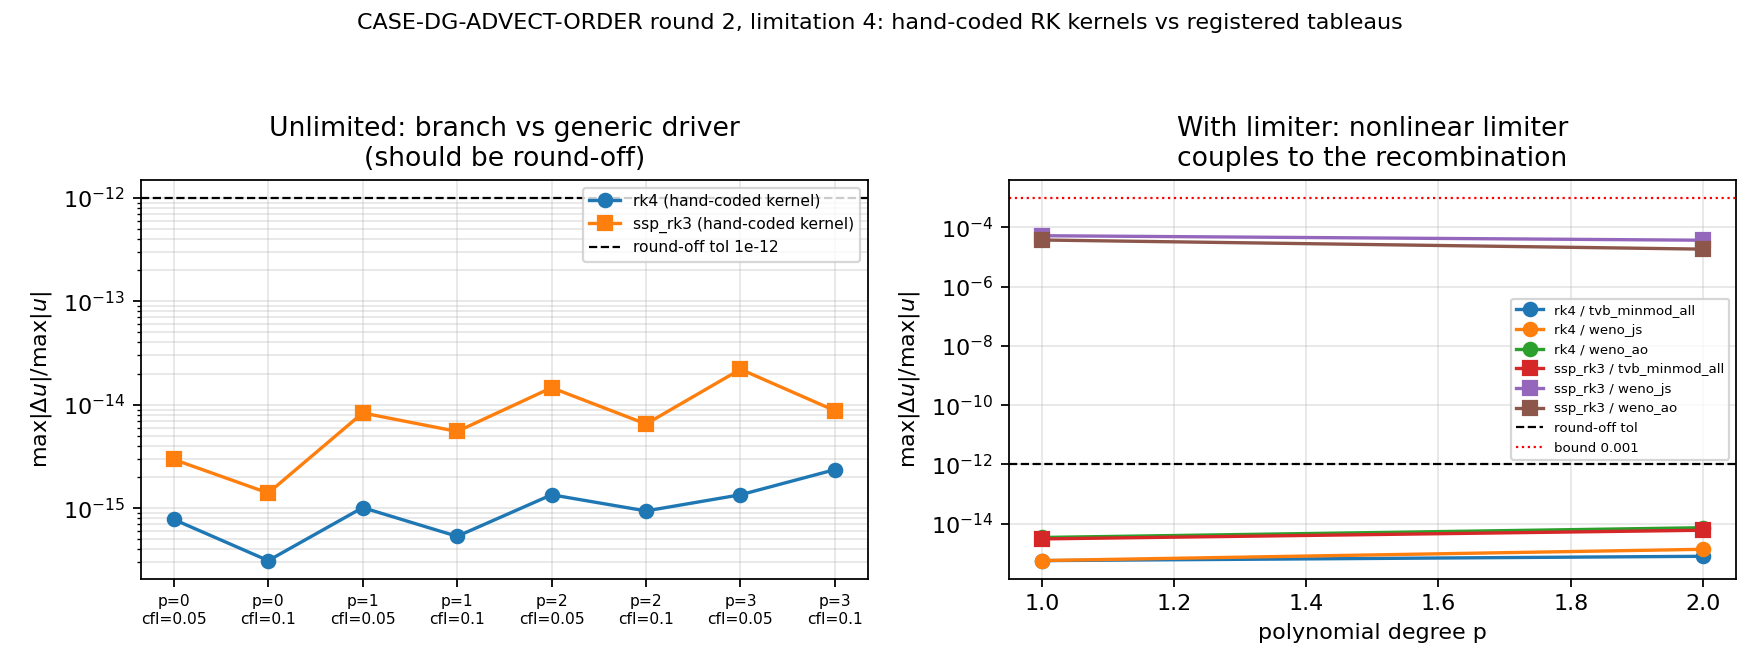 CASE-DG-ADVECT-ORDER round 2, limitation 4: hand-coded RK kernels vs registered tableaus
Unlimited: branch vs generic driver
(should be round-off)
max|Δu|/max|u|
10⁻¹²
10⁻¹³
10⁻¹⁴
10⁻¹⁵
rk4 (hand-coded kernel)
ssp_rk3 (hand-coded kernel)
round-off tol 1e-12
p=0 p=0 p=1 p=1 p=2 p=2 p=3 p=3
cfl=0.05 cfl=0.1 cfl=0.05 cfl=0.1 cfl=0.05 cfl=0.1 cfl=0.05 cfl=0.1
With limiter: nonlinear limiter
couples to the recombination
max|Δu|/max|u|
10⁻⁴
10⁻⁶
10⁻⁸
10⁻¹⁰
10⁻¹²
10⁻¹⁴
rk4 / tvb_minmod_all
rk4 / weno_js
rk4 / weno_ao
ssp_rk3 / tvb_minmod_all
ssp_rk3 / weno_js
ssp_rk3 / weno_ao
round-off tol
bound 0.001
1.0 1.2 1.4 1.6 1.8 2.0
polynomial degree p